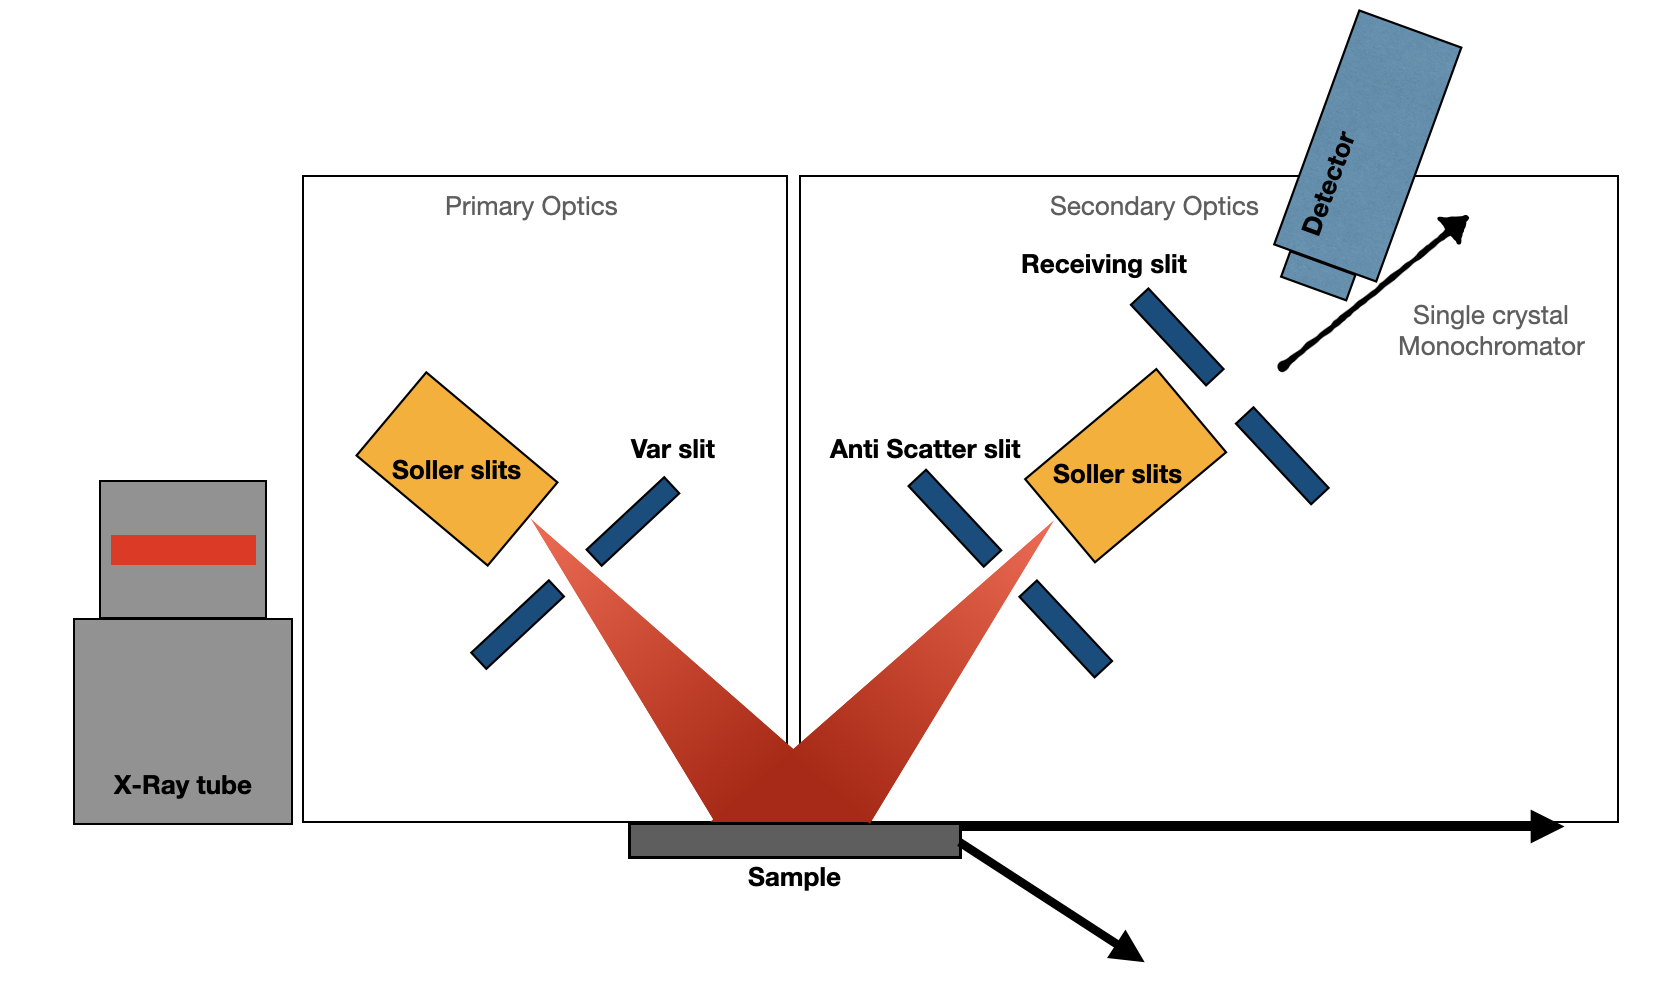 Primary Optics
Secondary Optics
Detector
Receiving slit
Single crystal
Monochromator
Var slit
Anti Scatter slit
Soller slits
Soller slits
X-Ray tube
Sample